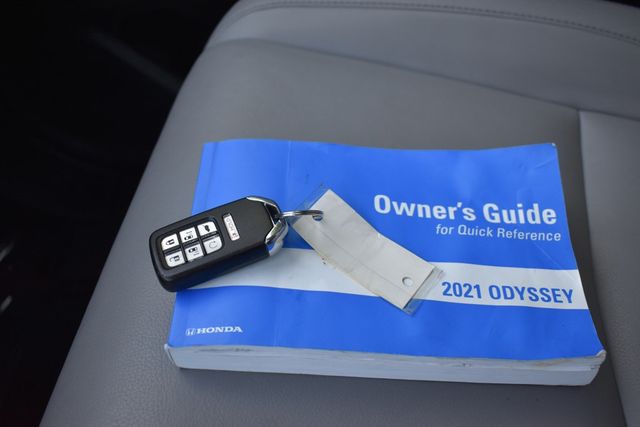 Owner's Guide
for Quick Reference
2021 ODYSSEY
HONDA